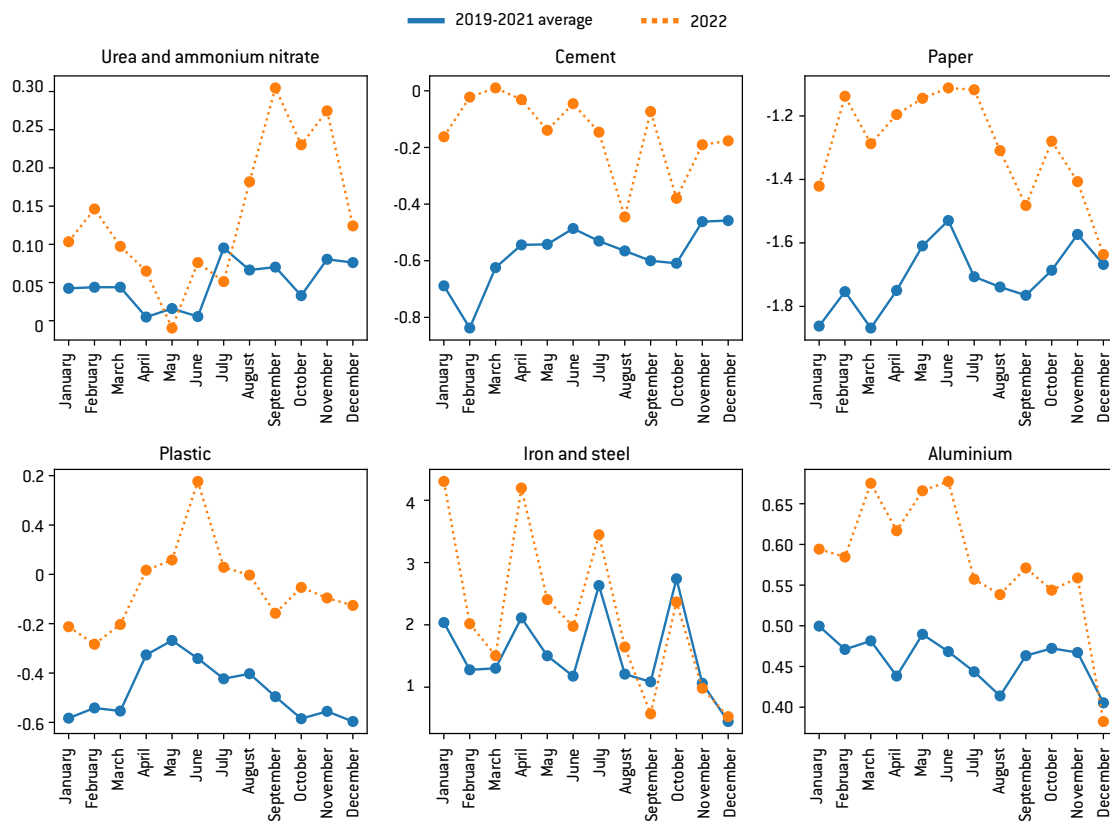 2019-2021 average
2022
Urea and ammonium nitrate
0.30
0.25
0.20
0.15
0.10
0.05
0
January
February
March
April
May
June
July
August
September
October
November
December
Cement
0
-0.2
-0.4
-0.6
-0.8
January
February
March
April
May
June
July
August
September
October
November
December
Paper
-1.2
-1.4
-1.6
-1.8
January
February
March
April
May
June
July
August
September
October
November
December
Plastic
0.2
0.4
0
-0.2
-0.4
-0.6
January
February
March
April
May
June
July
August
September
October
November
December
Iron and steel
4
3
2
1
January
February
March
April
May
June
July
August
September
October
November
December
Aluminium
0.65
0.60
0.55
0.50
0.45
0.40
January
February
March
April
May
June
July
August
September
October
November
December